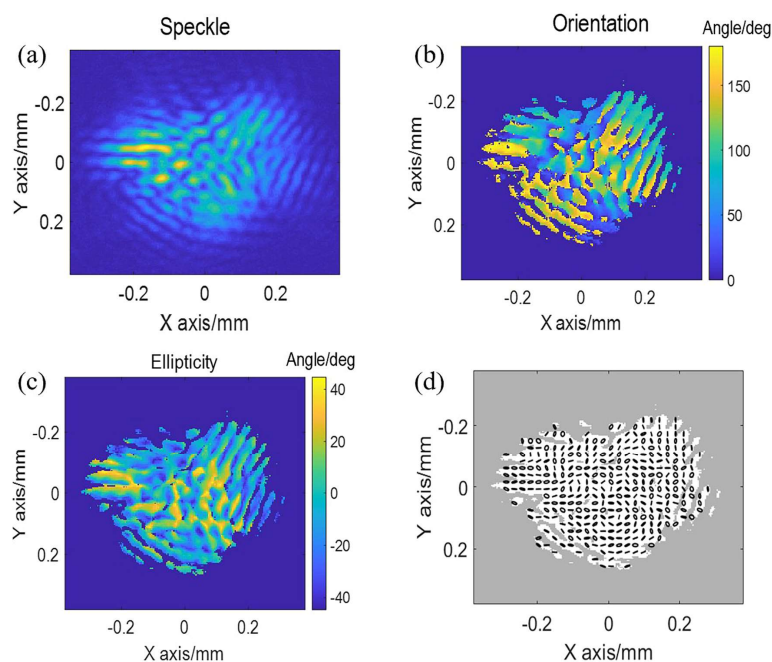 Speckle
(a)
-0.2
0
0.2
Y axis/mm
-0.2 0 0.2
X axis/mm
Orientation
Angle/deg
(b)
-0.2
0
0.2
Y axis/mm
150
100
50
0
-0.2 0 0.2
X axis/mm
Ellipticity
Angle/deg
(c)
-0.2
0
0.2
Y axis/mm
40
20
0
-20
-40
-0.2 0 0.2
X axis/mm
(d)
-0.2
0
0.2
Y axis/mm
-0.2 0 0.2
X axis/mm